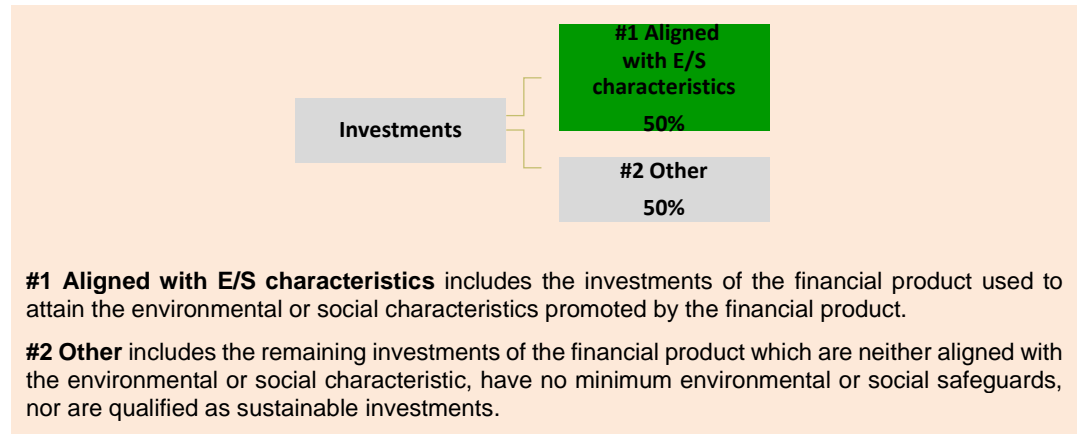 #1 Aligned
with E/S
characteristics
50%
Investments
#2 Other
50%
#1 Aligned with E/S characteristics includes the investments of the financial product used to
attain the environmental or social characteristics promoted by the financial product.
#2 Other includes the remaining investments of the financial product which are neither aligned with
the environmental or social characteristic, have no minimum environmental or social safeguards,
nor are qualified as sustainable investments.